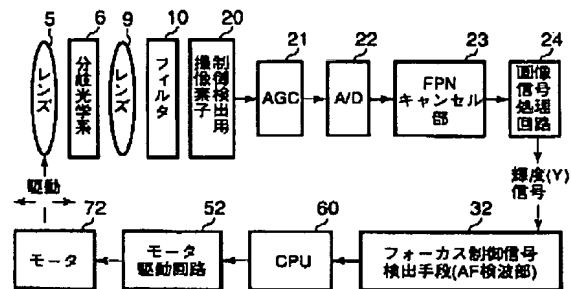 5
6
9
10
20
21
22
23
24
レンズ
分岐光学系
レンズ
フィルタ
制御検出用
撮像素子
AGC
A/D
FPN
キャンセル
部
画像
信号
処理
回路
駆動
輝度(Y)
信号
72
52
60
32
モータ
モータ
駆動回路
CPU
フォーカス制御信号
検出手段(AF検波部)